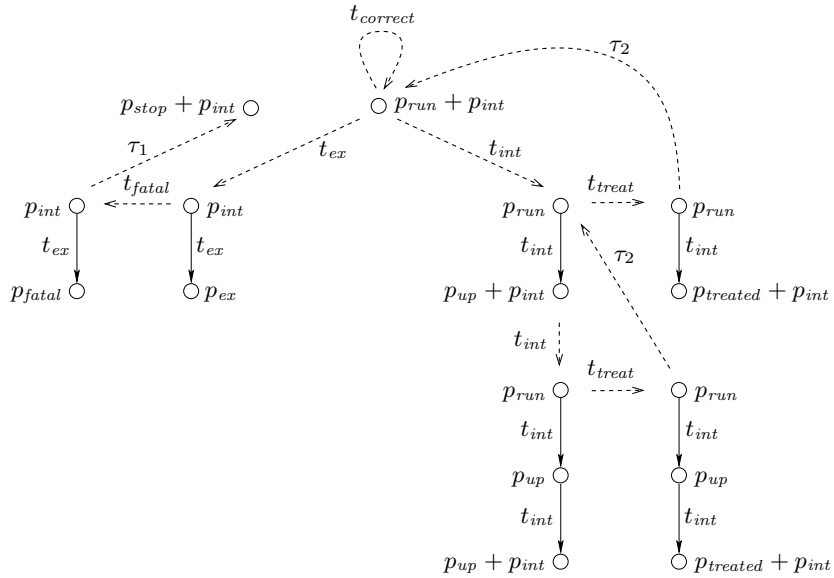 t_correct
τ_2
p_stop + p_int
p_run + p_int
τ_1
t_ex
t_int
t_fatal
t_treat
p_int
p_int
p_run
p_run
t_ex
t_ex
t_int
t_int
τ_2
p_fatal
p_ex
p_up + p_int
p_treated + p_int
t_int
t_treat
p_run
p_run
t_int
t_int
p_up
p_up
t_int
t_int
p_up + p_int
p_treated + p_int